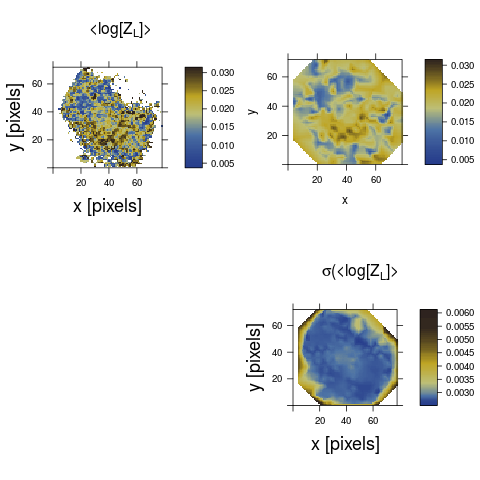 <log[Z_L]>
60
40
20
20 40 60
x [pixels]
y [pixels]
0.030
0.025
0.020
0.015
0.010
0.005
60
40
20
20 40 60
x
y
0.030
0.025
0.020
0.015
0.010
0.005
σ(<log[Z_L]>
60
40
20
20 40 60
x [pixels]
y [pixels]
0.0060
0.0055
0.0050
0.0045
0.0040
0.0035
0.0030